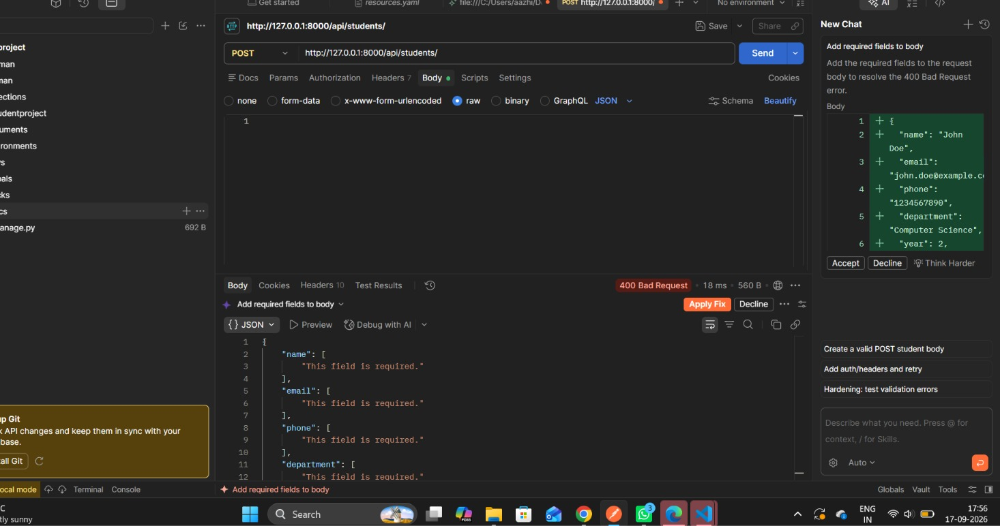 Get started
resources.yaml
file:///C:/Users/aazhi/D
POST http://127.0.0.1:8000/
No environment
AI
http://127.0.0.1:8000/api/students/
Save
Share
New Chat
POST
http://127.0.0.1:8000/api/students/
Send
Docs
Params
Authorization
Headers 7
Body
Scripts
Settings
Cookies
none
form-data
x-www-form-urlencoded
raw
binary
GraphQL
JSON
Schema
Beautify
1
project
man
man
ections
udentproject
uments
ironments
s
als
cks
cs
anage.py
692 B
Add required fields to body
Add the required fields to the request
body to resolve the 400 Bad Request
error.
Body
1 + {
2 + "name": "John
Doe",
3 + "email":
"john.doe@example.c
4 + "phone":
"1234567890",
5 + "department":
"Computer Science",
6 + "year": 2,
Accept
Decline
Think Harder
Body
Cookies
Headers 10
Test Results
400 Bad Request
18 ms
560 B
Add required fields to body
Apply Fix
Decline
{} JSON
Preview
Debug with AI
1 {
2 "name": [
3 "This field is required."
4 ],
5 "email": [
6 "This field is required."
7 ],
8 "phone": [
9 "This field is required."
10 ],
11 "department": [
12 "This field is required."
Create a valid POST student body
Add auth/headers and retry
Hardening: test validation errors
Describe what you need. Press @ for
context, / for Skills.
Auto
up Git
k API changes and keep them in sync with your
base.
all Git
ocal mode
Terminal
Console
Add required fields to body
Globals
Vault
Tools
C
tly sunny
Search
M365
3
ENG
IN
17:56
17-09-2026